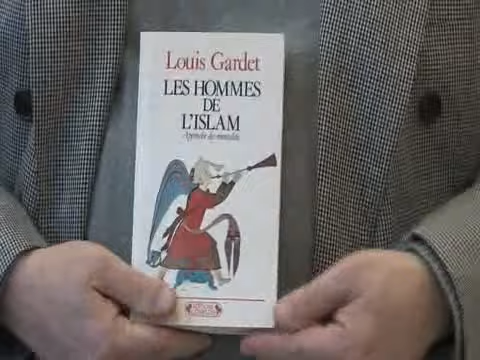 Louis Gardet
LES HOMMES
DE
L'ISLAM
Approche des mentalités